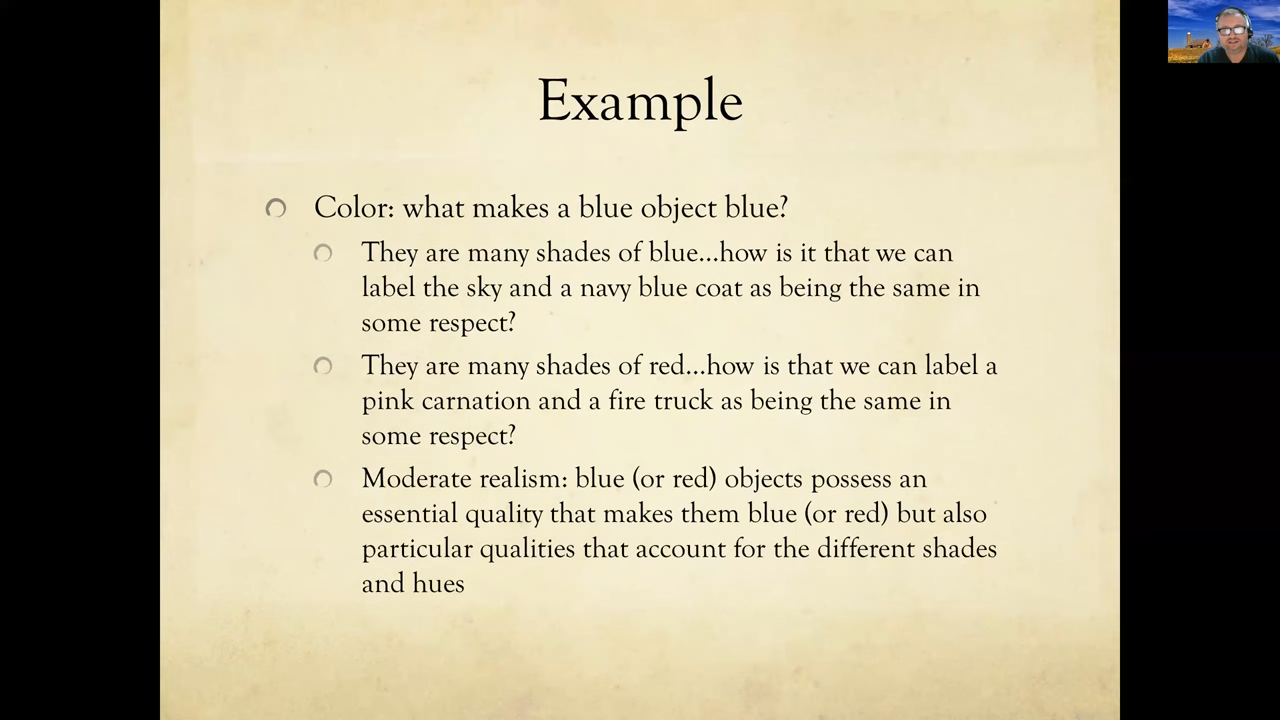 Example
Color: what makes a blue object blue?
They are many shades of blue...how is it that we can
label the sky and a navy blue coat as being the same in
some respect?
They are many shades of red...how is that we can label a
pink carnation and a fire truck as being the same in
some respect?
Moderate realism: blue (or red) objects possess an
essential quality that makes them blue (or red) but also
particular qualities that account for the different shades
and hues